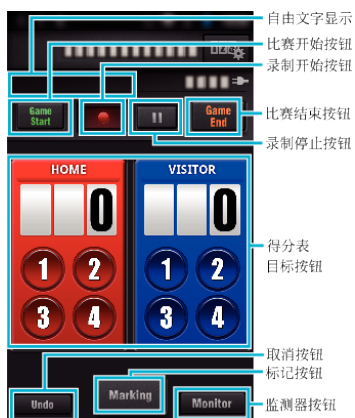 自由文字显示
比赛开始按钮
录制开始按钮
Game
Start
Game
End
比赛结束按钮
录制停止按钮
HOME
VISITOR
0
0
得分表
目标按钮
1
2
1
2
3
4
3
4
取消按钮
标记按钮
Undo
Marking
Monitor
监测器按钮